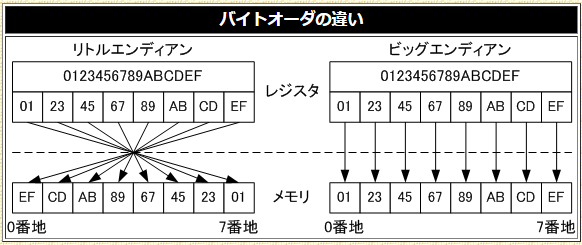 バイトオーダの違い
リトルエンディアン
0123456789ABCDEF
01 23 45 67 89 AB CD EF
EF CD AB 89 67 45 23 01
0番地 7番地
レジスタ
メモリ
ビッグエンディアン
0123456789ABCDEF
01 23 45 67 89 AB CD EF
01 23 45 67 89 AB CD EF
0番地 7番地